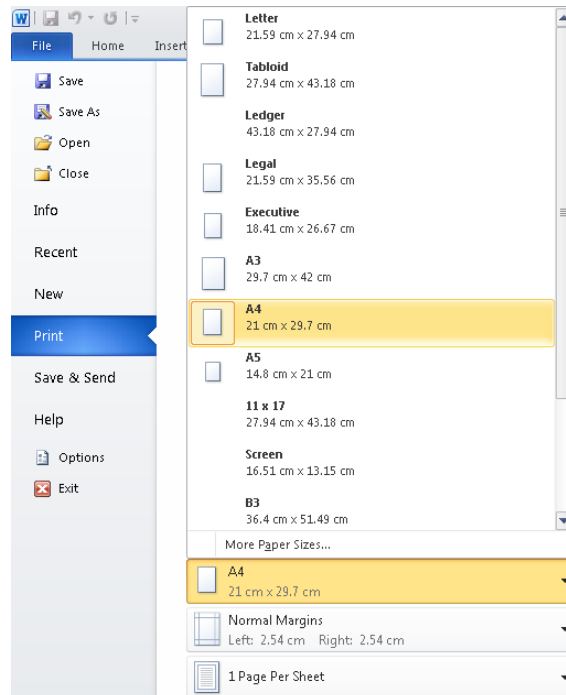 W
File Home Insert
Save
Save As
Open
Close
Info
Recent
New
Print
Save & Send
Help
Options
Exit
Letter
21.59 cm x 27.94 cm
Tabloid
27.94 cm x 43.18 cm
Ledger
43.18 cm x 27.94 cm
Legal
21.59 cm x 35.56 cm
Executive
18.41 cm x 26.67 cm
A3
29.7 cm x 42 cm
A4
21 cm x 29.7 cm
A5
14.8 cm x 21 cm
11 x 17
27.94 cm x 43.18 cm
Screen
16.51 cm x 13.15 cm
B3
36.4 cm x 51.49 cm
More Paper Sizes...
A4
21 cm x 29.7 cm
Normal Margins
Left: 2.54 cm Right: 2.54 cm
1 Page Per Sheet